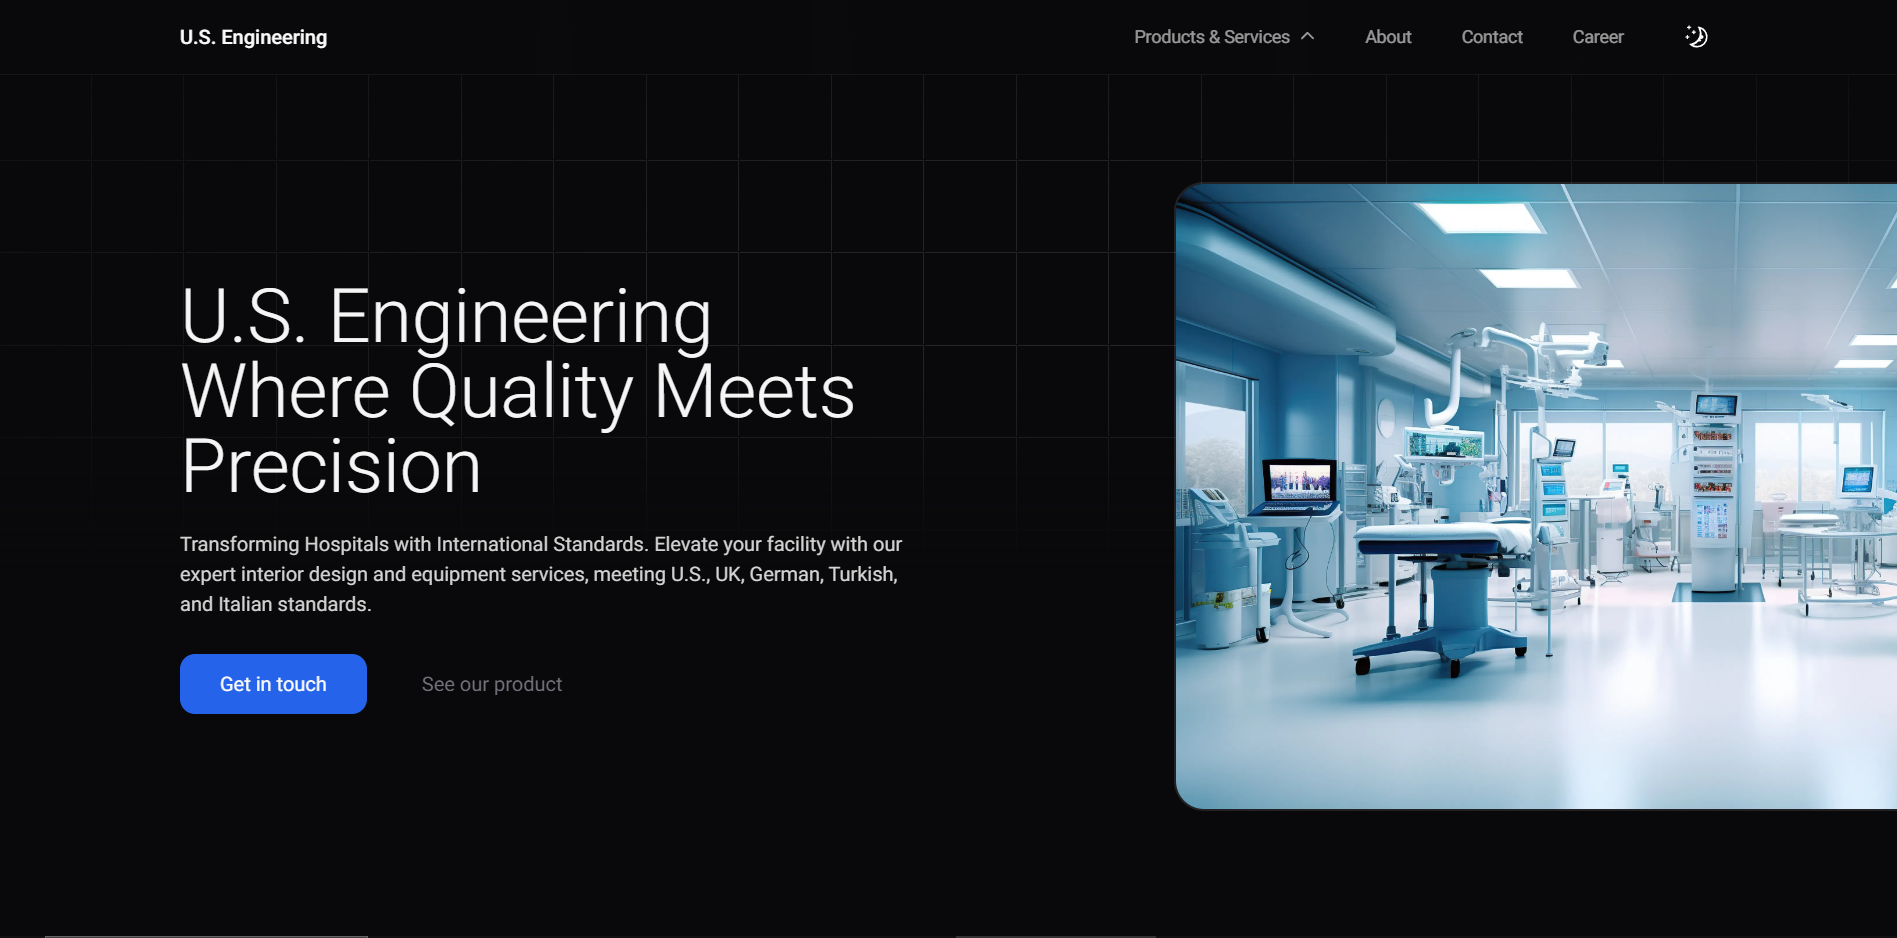 U.S. Engineering
Products & Services
About
Contact
Career
U.S. Engineering
Where Quality Meets
Precision
Transforming Hospitals with International Standards. Elevate your facility with our
expert interior design and equipment services, meeting U.S., UK, German, Turkish,
and Italian standards.
Get in touch
See our product